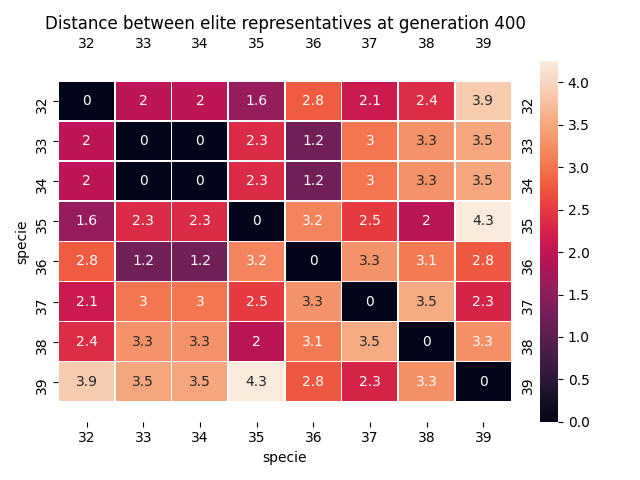 Distance between elite representatives at generation 400
32 33 34 35 36 37 38 39
32 0 2 2 1.6 2.8 2.1 2.4 3.9 32
33 2 0 0 2.3 1.2 3 3.3 3.5 33
34 2 0 0 2.3 1.2 3 3.3 3.5 34
35 1.6 2.3 2.3 0 3.2 2.5 2 4.3 35
36 2.8 1.2 1.2 3.2 0 3.3 3.1 2.8 36
37 2.1 3 3 2.5 3.3 0 3.5 2.3 37
38 2.4 3.3 3.3 2 3.1 3.5 0 3.3 38
39 3.9 3.5 3.5 4.3 2.8 2.3 3.3 0 39
32 33 34 35 36 37 38 39
specie
specie
4.0
3.5
3.0
2.5
2.0
1.5
1.0
0.5
0.0